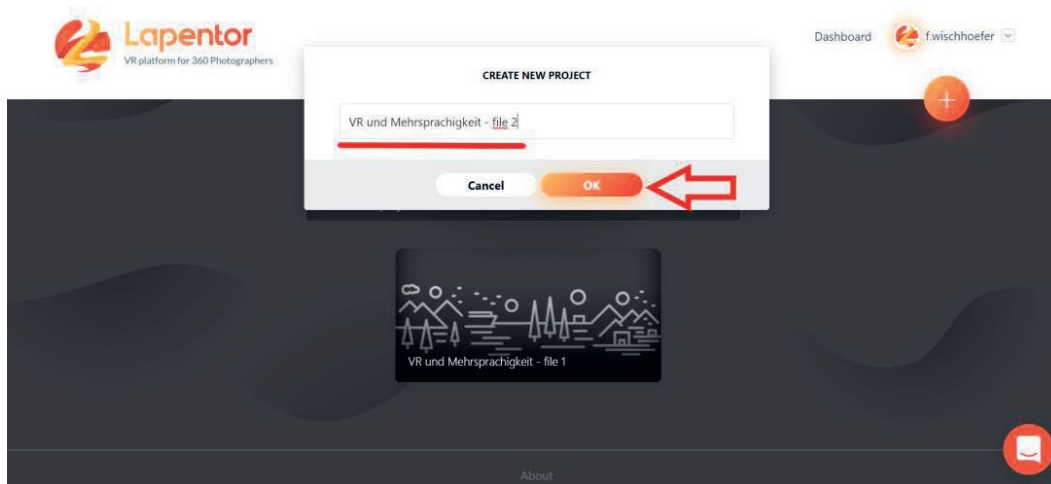 Lapentor
VR platform for 360 Photographers
Dashboard
f.wischhoefer
CREATE NEW PROJECT
VR und Mehrsprachigkeit - file 2
Cancel
OK
VR und Mehrsprachigkeit - file 1
About